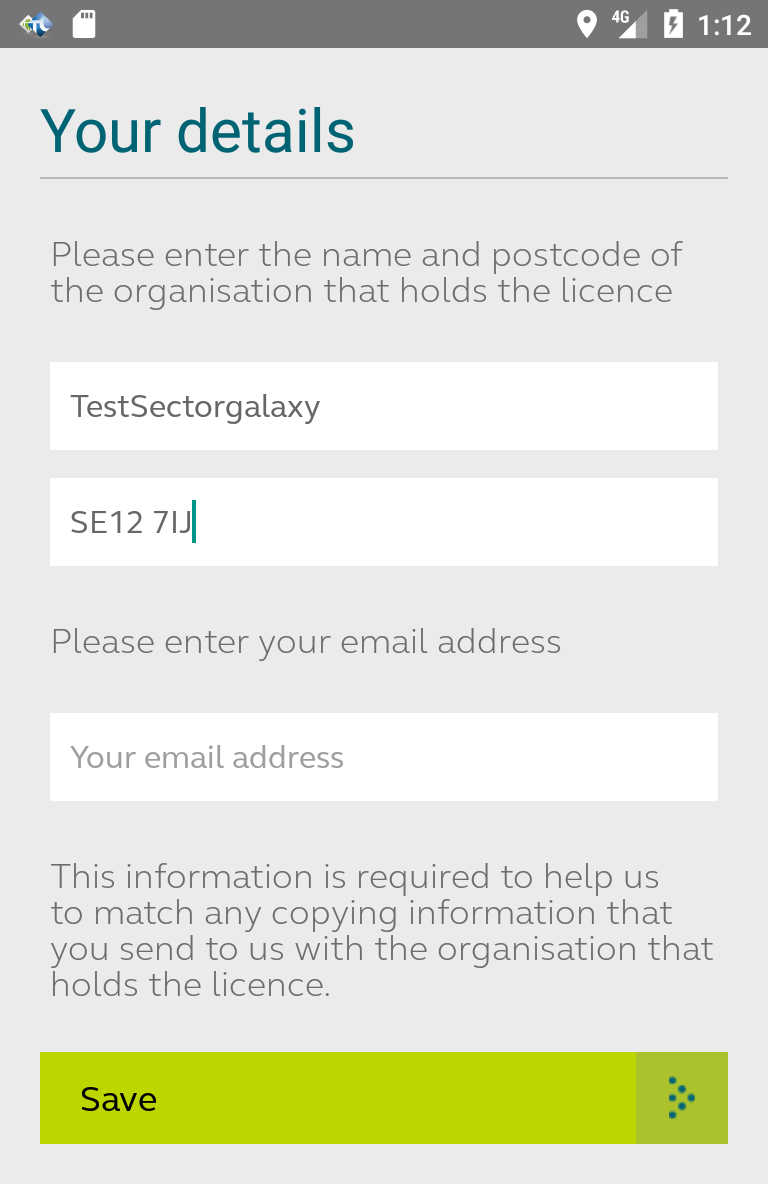 4G
1:12
Your details
Please enter the name and postcode of
the organisation that holds the licence
TestSectorgalaxy
SE12 7IJ
Please enter your email address
Your email address
This information is required to help us
to match any copying information that
you send to us with the organisation that
holds the licence.
Save